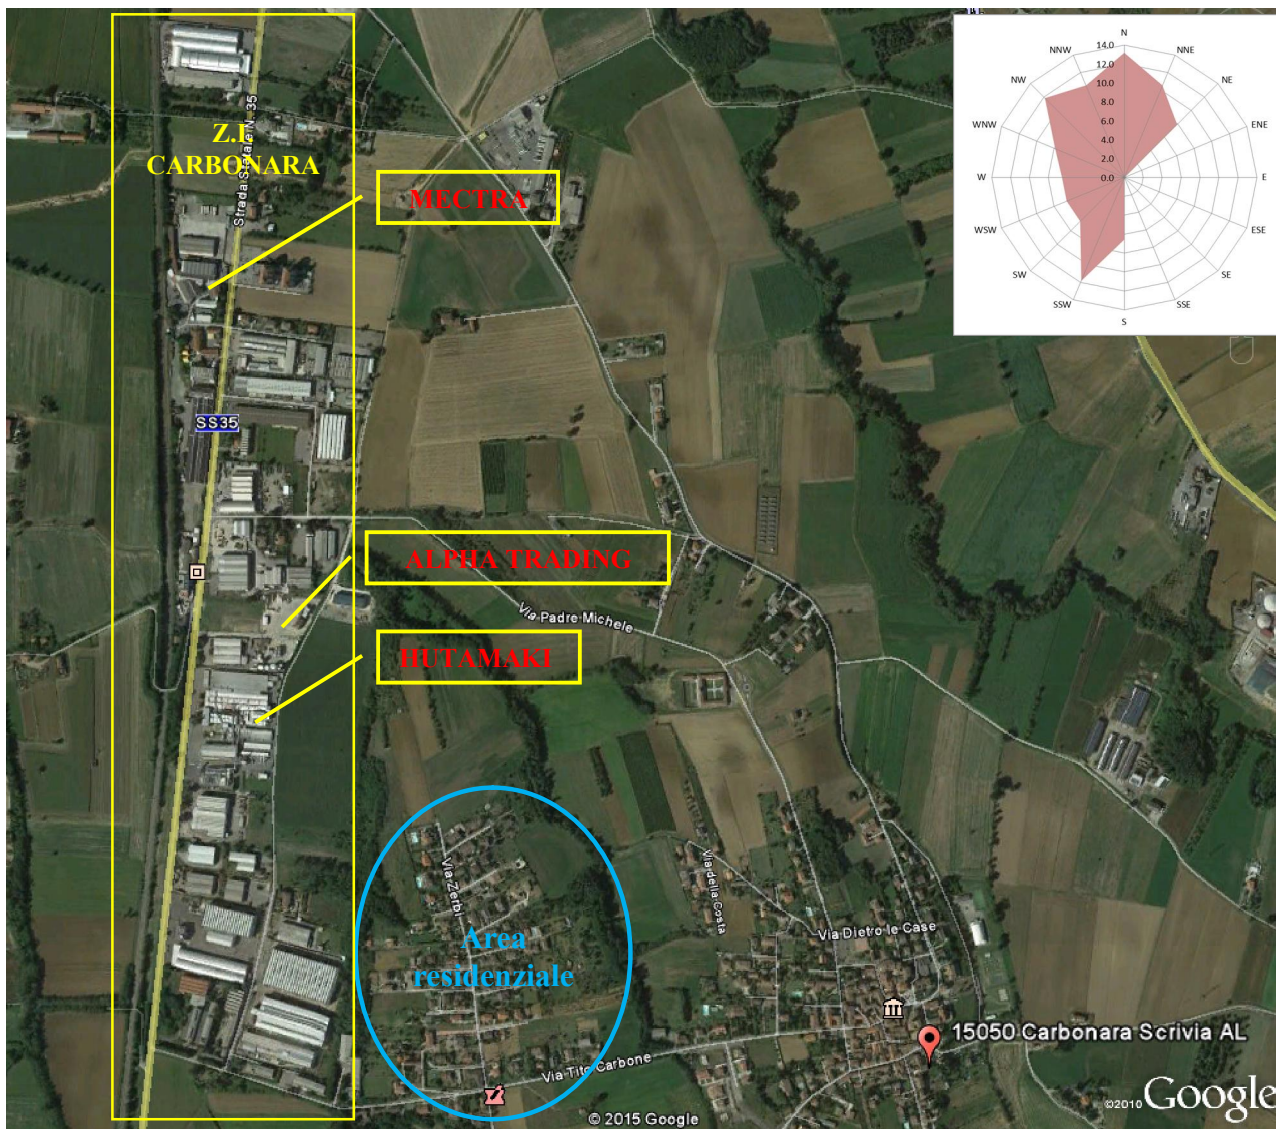 Z.I.
CARBONARA
Strada Statale N. 35
MECTRA
SS35
ALPHA TRADING
HUTAMAKI
Via Padre Michele
Via Zerbi
Via della Costa
Via Dietro le Case
Area
residenziale
Via Tito Carbone
15050 Carbonara Scrivia AL
© 2015 Google
©2010 Google
N
NNE
NE
ENE
E
ESE
SE
SSE
S
SSW
SW
WSW
W
WNW
NW
NNW
14.0
12.0
10.0
8.0
6.0
4.0
2.0
0.0